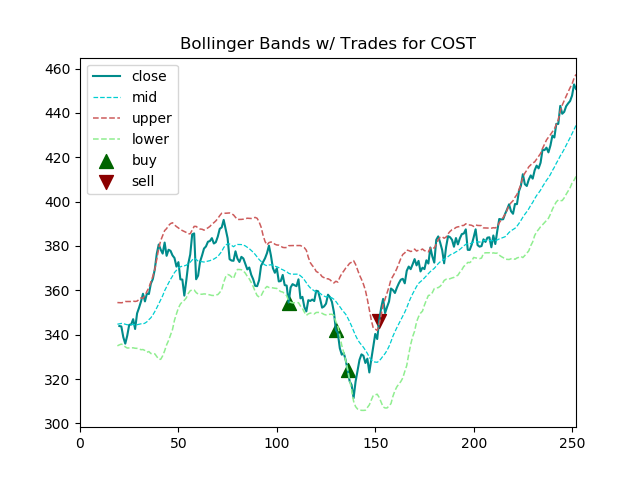 Bollinger Bands w/ Trades for COST
close
mid
upper
lower
buy
sell
460
440
420
400
380
360
340
320
300
0 50 100 150 200 250